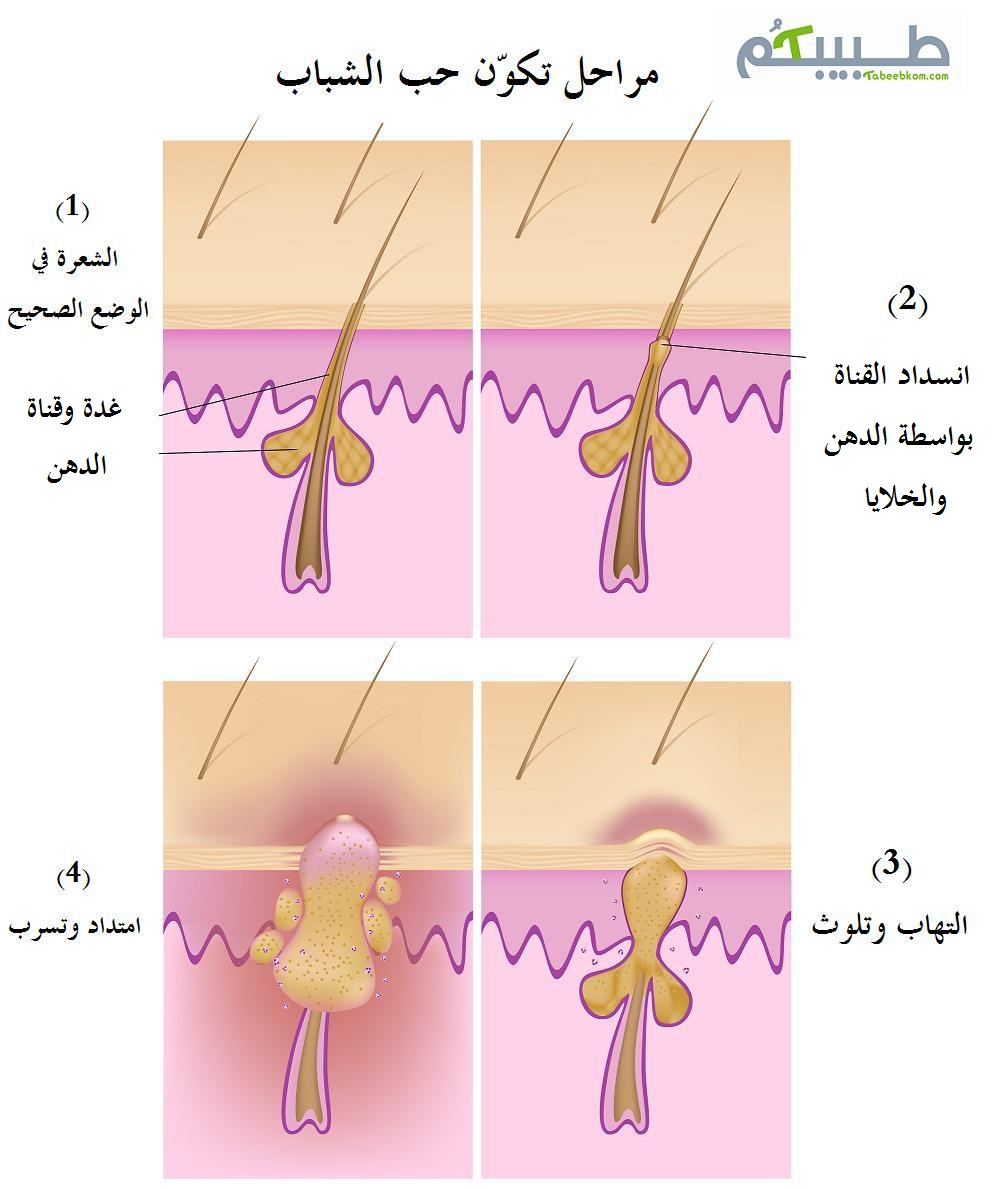 طبيبكم
Tabeebkom.com
مراحل تكوّن حب الشباب
(1)
الشعرة في
الوضع الصحيح
غدة وقناة
الدهن
(2)
انسداد القناة
بواسطة الدهن
والخلايا
(3)
التهاب وتلوث
(4)
امتداد وتسرب